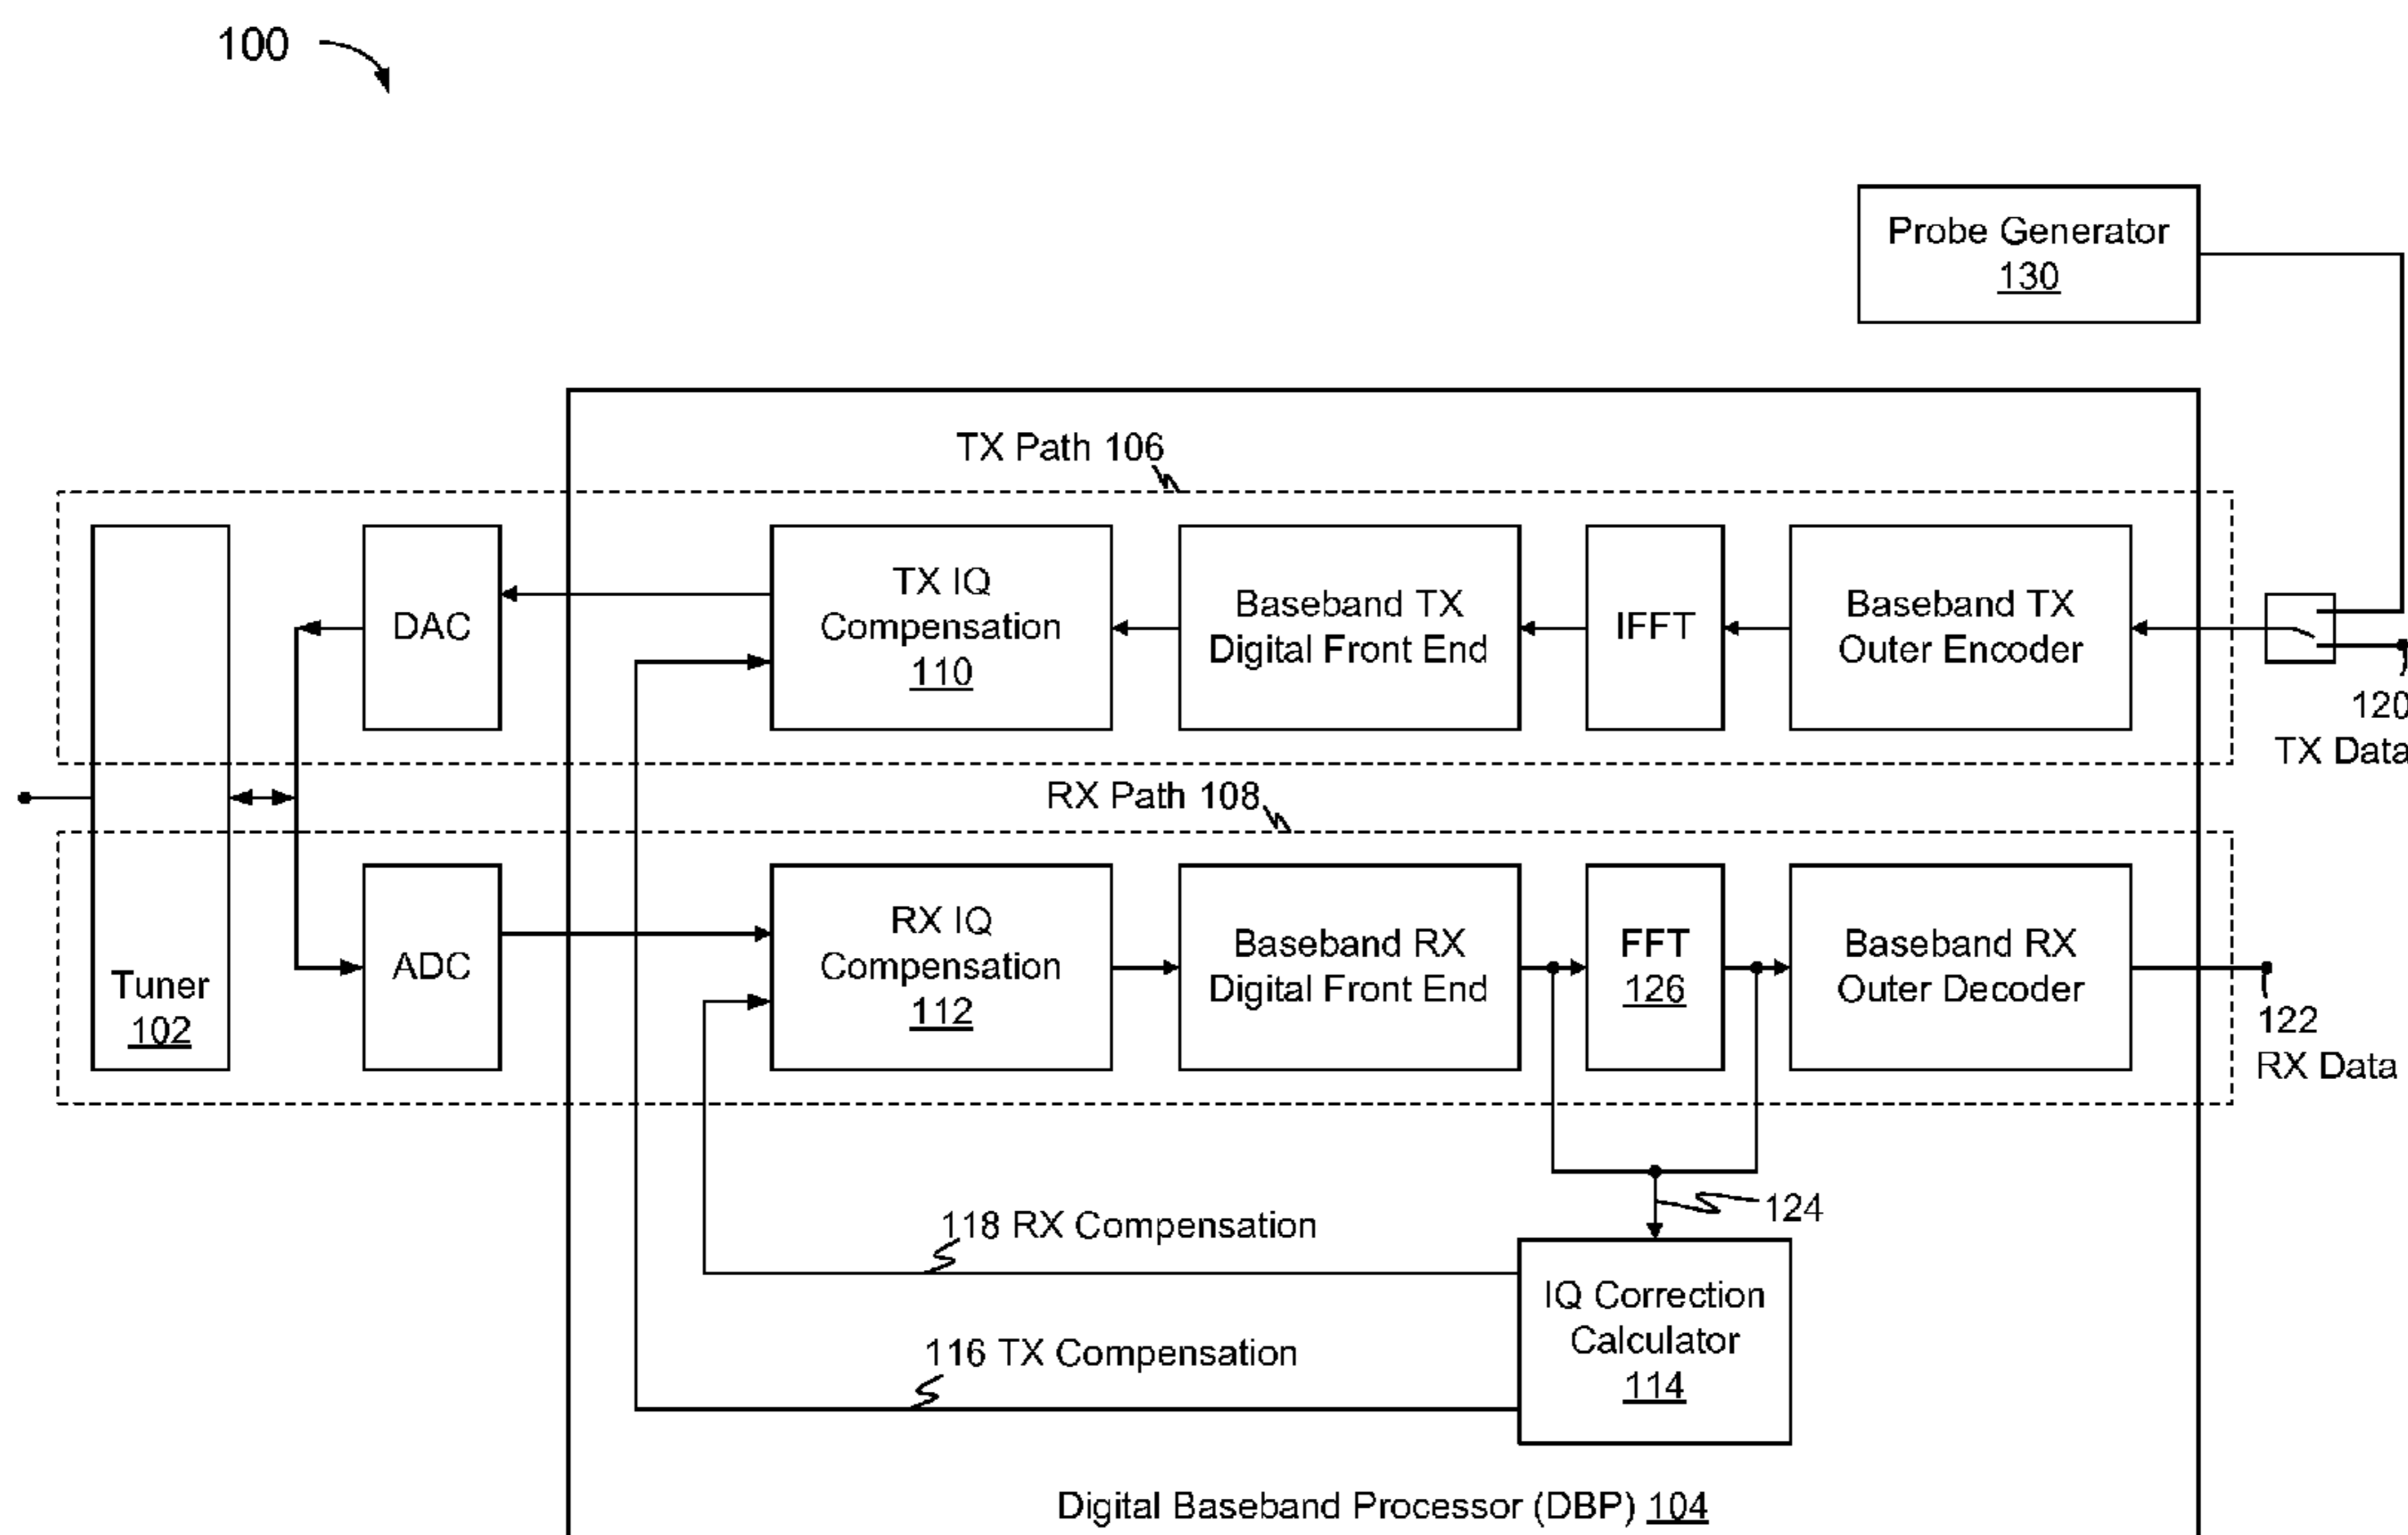 100
Probe Generator
130
TX Path 106
DAC
TX IQ
Compensation
110
Baseband TX
Digital Front End
IFFT
Baseband TX
Outer Encoder
120
TX Data
RX Path 108
Tuner
102
ADC
RX IQ
Compensation
112
Baseband RX
Digital Front End
FFT
126
Baseband RX
Outer Decoder
122
RX Data
124
118 RX Compensation
116 TX Compensation
IQ Correction
Calculator
114
Digital Baseband Processor (DBP) 104